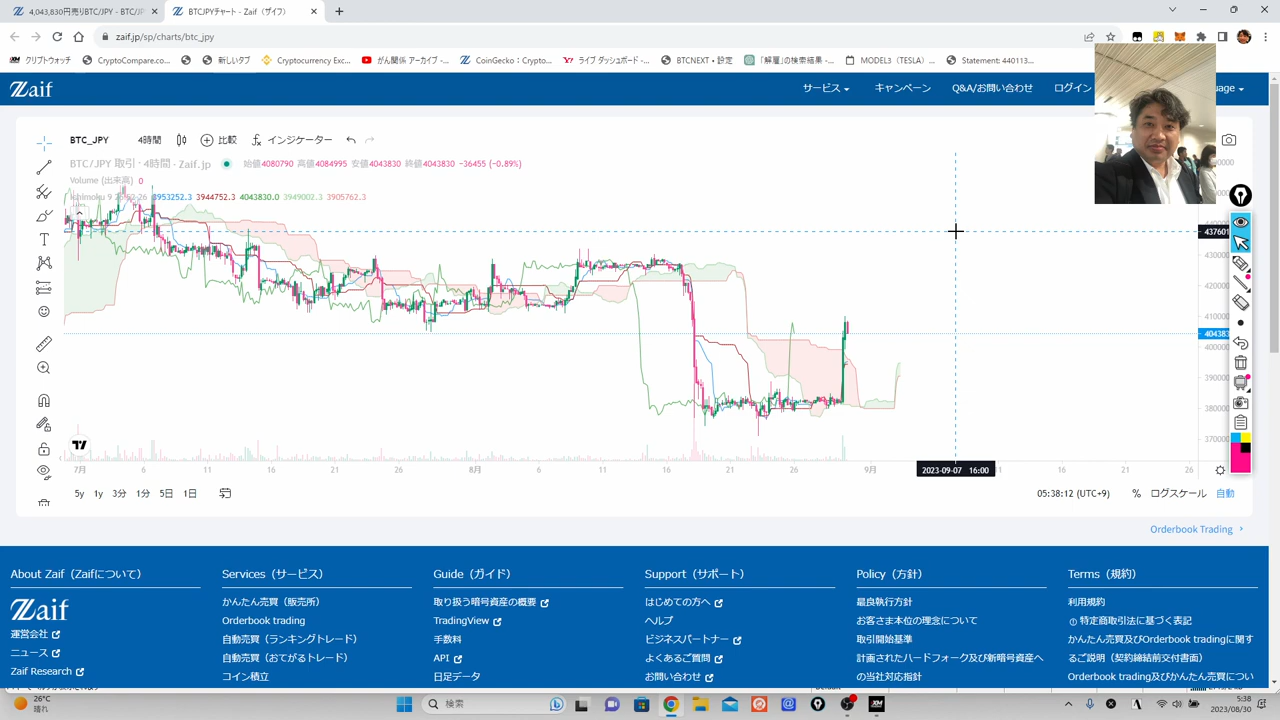 4,043,830円売りBTC/JPY - BTC/JP
BTCJPYチャート - Zaif（ザイフ）
zaif.jp/sp/charts/btc_jpy
クリプトウォッチ
CryptoCompare.co...
新しいタブ
Cryptocurrency Exc...
がん関係 アーカイブ -...
CoinGecko : Crypto...
ライブ ダッシュボード -...
BTCNEXT • 設定
「解雇」の検索結果 -...
MODEL3（TESLA）...
Statement: 440113...
Zaif
サービス
キャンペーン
Q&A/お問い合わせ
ログイン
uage
BTC_JPY
4時間
比較
インジケーター
BTC/JPY 取引 · 4時間 · Zaif.jp
始値4080790 高値4084995 安値4043830 終値4043830 −36455 (−0.89%)
Volume (出来高) 0
Ichimoku 9 26 52 26 3953252.3 3944752.3 4043830.0 3949002.3 3905762.3
437601
430000
420000
410000
404383
400000
390000
380000
370000
7月
6
11
16
21
26
8月
6
11
16
21
26
9月
2023-09-07 16:00
11
16
21
26
5y
1y
3分
1分
5日
1日
05:38:12 (UTC+9)
%
ログスケール
自動
Orderbook Trading
About Zaif（Zaifについて）
Zaif
運営会社
ニュース
Zaif Research
Services（サービス）
かんたん売買（販売所）
Orderbook trading
自動売買（ランキングトレード）
自動売買（おてがるトレード）
コイン積立
Guide（ガイド）
取り扱う暗号資産の概要
TradingView
手数料
API
日足データ
Support（サポート）
はじめての方へ
ヘルプ
ビジネスパートナー
よくあるご質問
お問い合わせ
Policy（方針）
最良執行方針
お客さま本位の理念について
取引開始基準
計画されたハードフォーク及び新暗号資産へ
の当社対応指針
Terms（規約）
利用規約
特定商取引法に基づく表記
かんたん売買及びOrderbook tradingに関す
るご説明（契約締結前交付書面）
Orderbook trading及びかんたん売買につい
晴れ
検索
5:38
2023/08/30